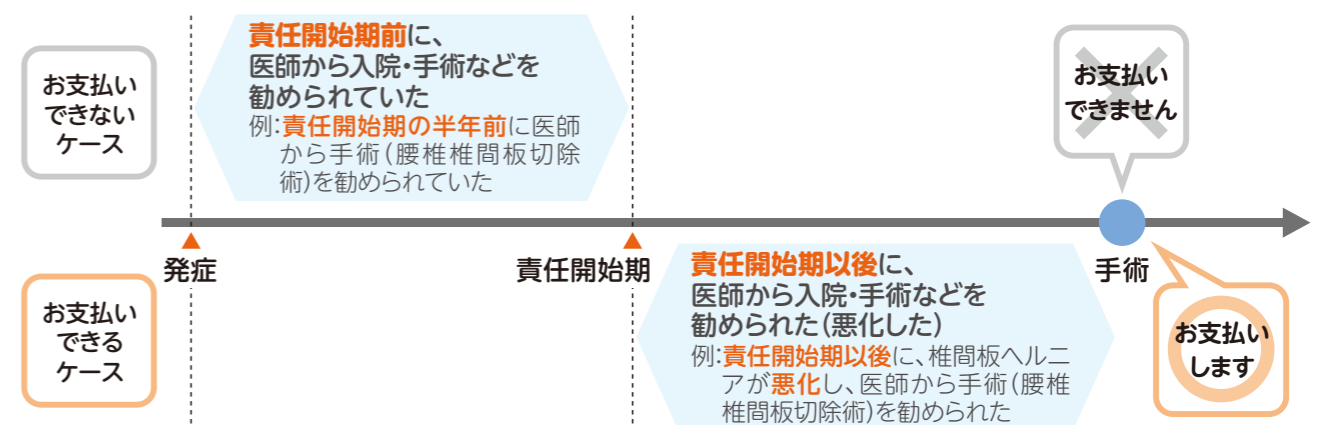 お支払い
できない
ケース
責任開始期前に、
医師から入院・手術などを
勧められていた
例:責任開始期の半年前に医師
から手術(腰椎椎間板切除
術)を勧められていた
お支払い
できません
発症
責任開始期
手術
お支払い
できる
ケース
責任開始期以後に、
医師から入院・手術などを
勧められた(悪化した)
例:責任開始期以後に、椎間板ヘルニ
アが悪化し、医師から手術(腰椎
椎間板切除術)を勧められた
お支払い
します